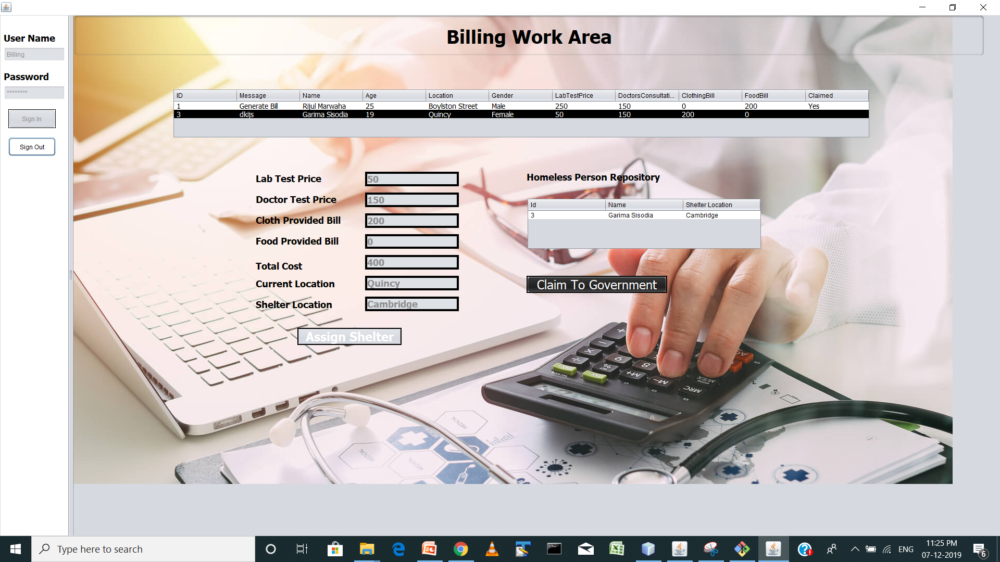 Billing Work Area
User Name
Billing
Password
********
Sign In
Sign Out
ID Message Name Age Location Gender LabTestPrice DoctorsConsultati... ClothingBill FoodBill Claimed
1 Generate Bill Rijul Marwaha 25 Boylston Street Male 250 150 0 200 Yes
3 dkijs Garima Sisodia 19 Quincy Female 50 150 200 0
Lab Test Price 50
Doctor Test Price 150
Cloth Provided Bill 200
Food Provided Bill 0
Total Cost 400
Current Location Quincy
Shelter Location Cambridge
Assign Shelter
Homeless Person Repository
Id Name Shelter Location
3 Garima Sisodia Cambridge
Claim To Government
Type here to search
ENG
11:25 PM
07-12-2019
6